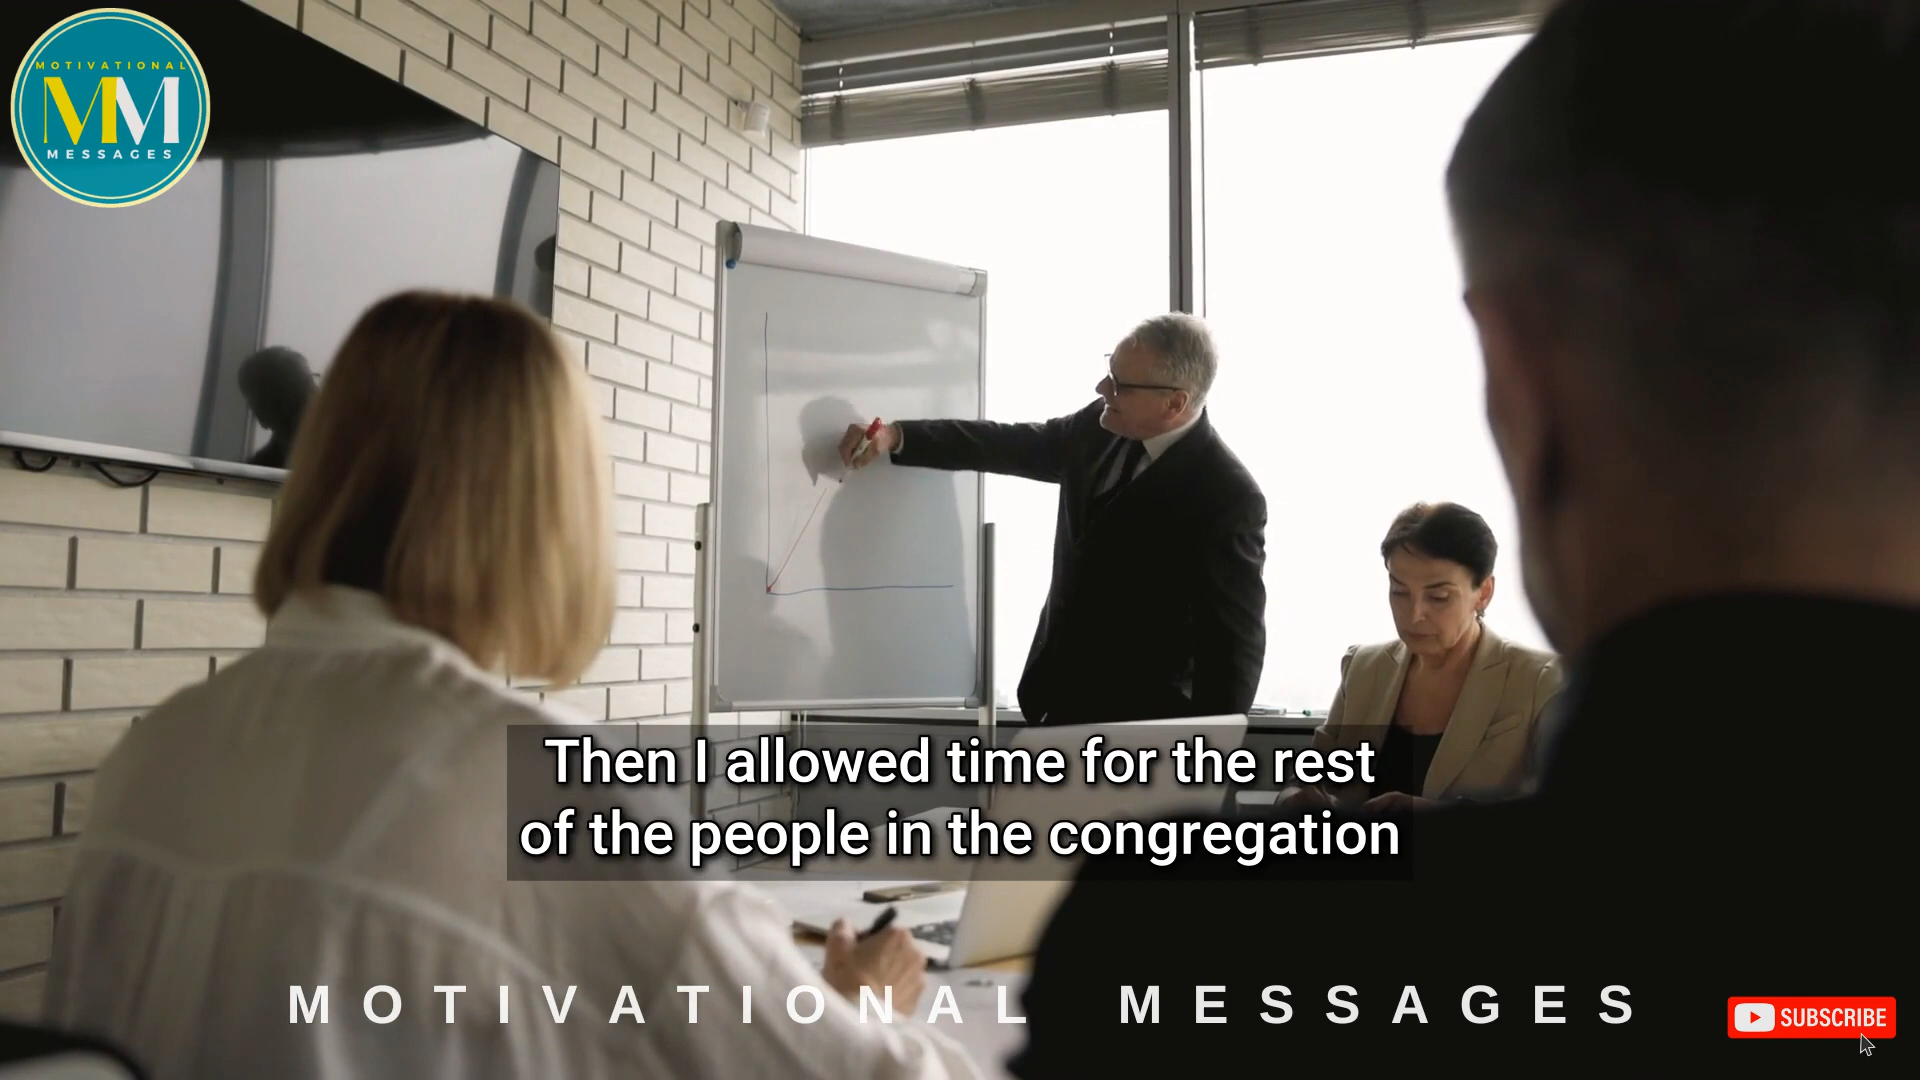 MOTIVATIONAL
MM
MESSAGES
Then I allowed time for the rest
of the people in the congregation
MOTIVATIONAL MESSAGES
SUBSCRIBE